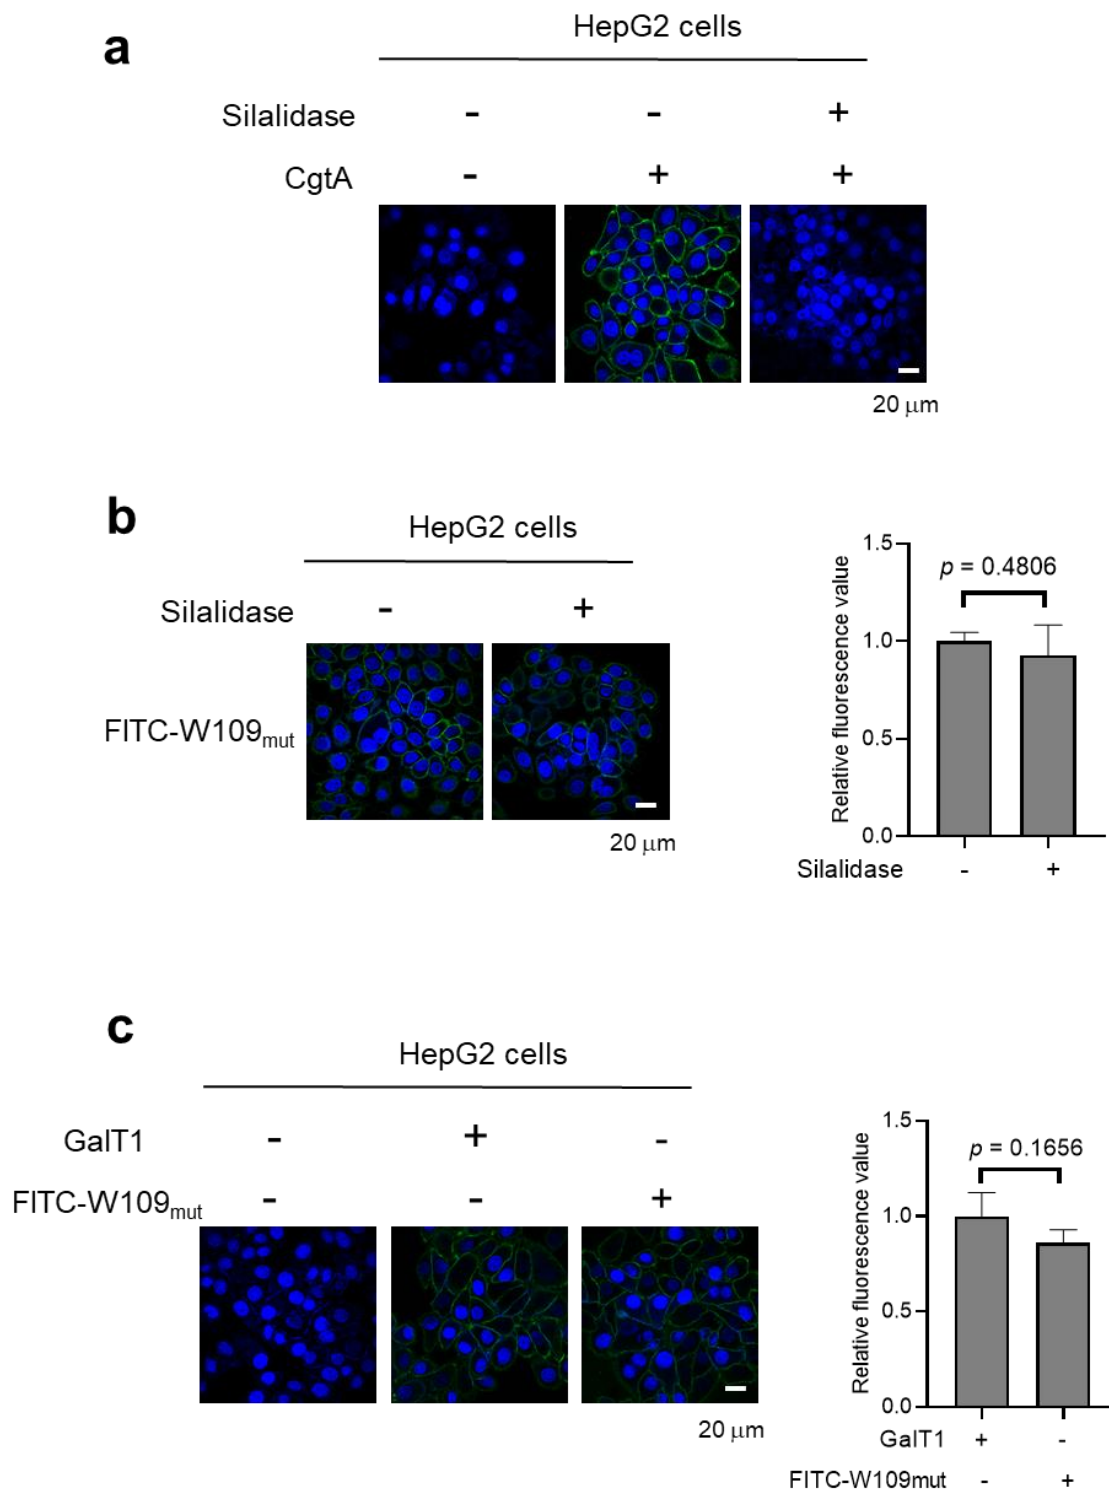 a
HepG2 cells
Silalidase - - +
CgtA - + +
20 μm
b
HepG2 cells
Silalidase - +
FITC-W109mut
20 μm
1.5
p = 0.4806
1.0
0.5
0.0
Relative fluorescence value
Silalidase - +
c
HepG2 cells
GalT1 - + -
FITC-W109mut - - +
20 μm
1.5
p = 0.1656
1.0
0.5
0.0
Relative fluorescence value
GalT1 + -
FITC-W109mut - +